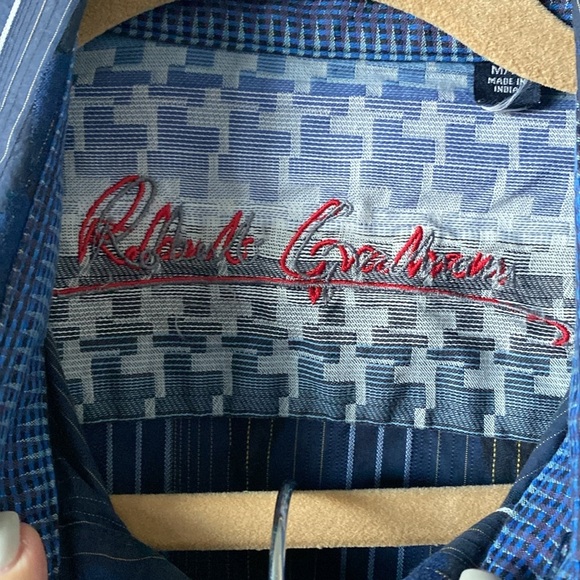 M/
MADE IN
INDIA
Robert Graham